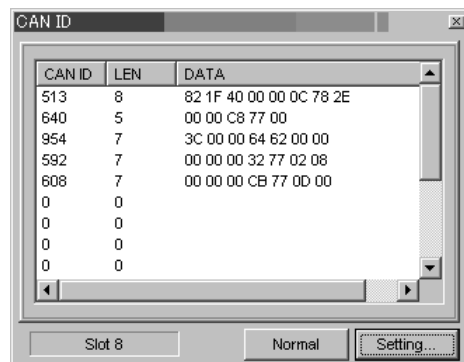 CAN ID
CAN ID LEN DATA
513 8 82 1F 40 00 00 0C 78 2E
640 5 00 00 C8 77 00
954 7 3C 00 00 64 62 00 00
592 7 00 00 00 32 77 02 08
608 7 00 00 00 CB 77 0D 00
0 0
0 0
0 0
0 0
Slot 8 Normal Setting...